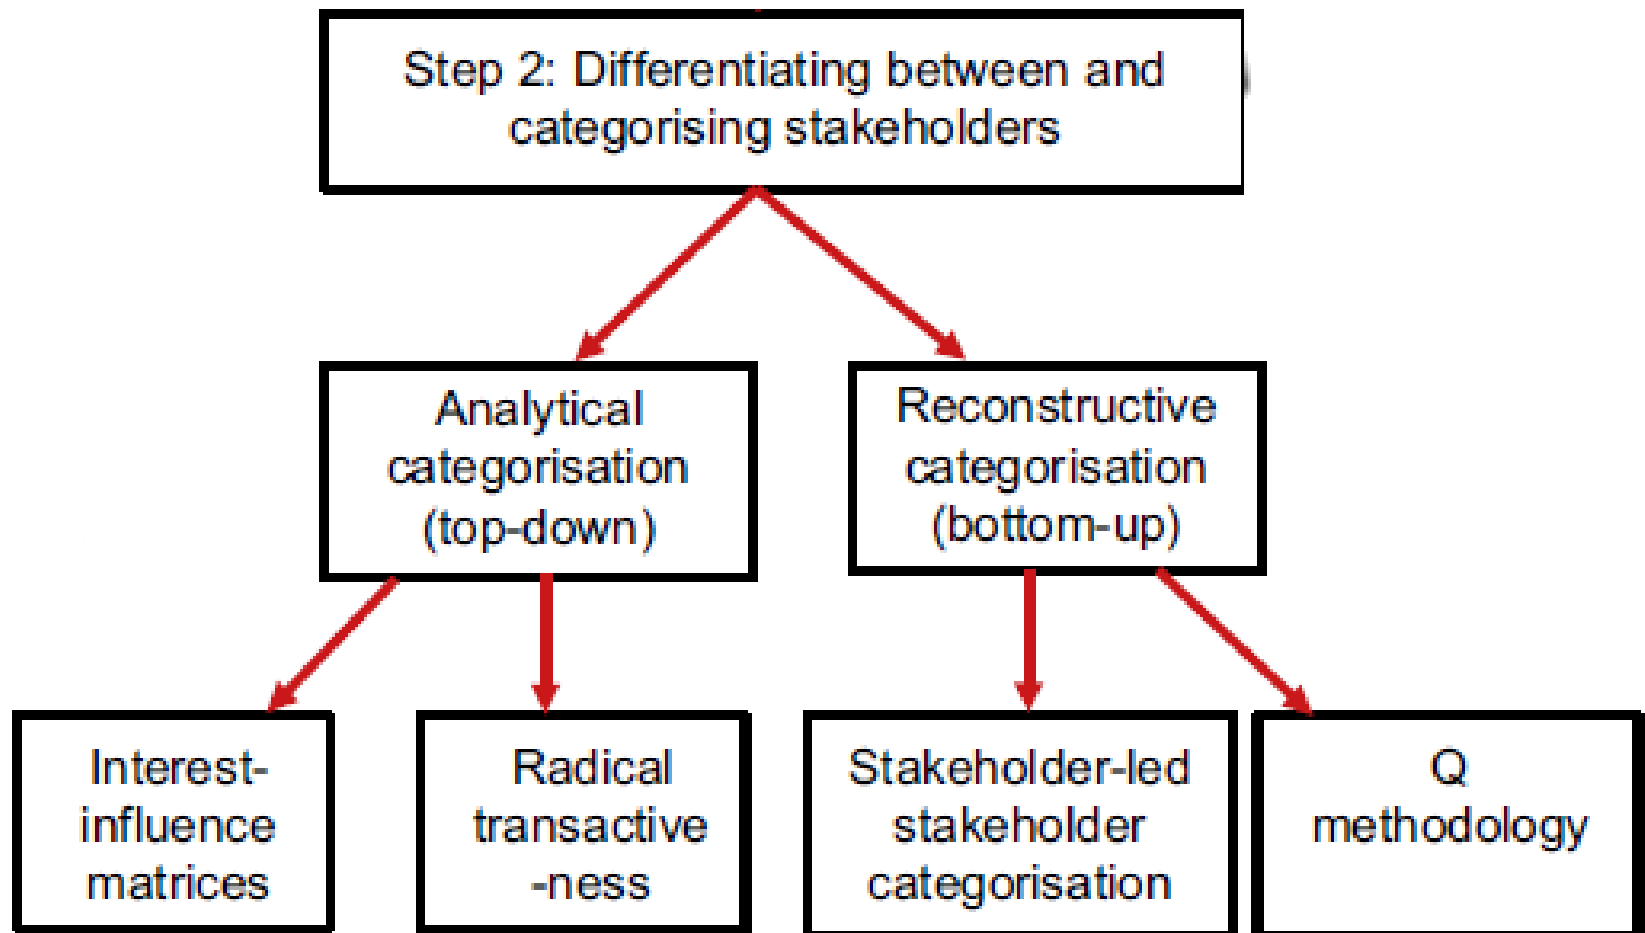 Step 2: Differentiating between and
categorising stakeholders
Analytical
categorisation
(top-down)
Reconstructive
categorisation
(bottom-up)
Interest-
influence
matrices
Radical
transactive
-ness
Stakeholder-led
stakeholder
categorisation
Q
methodology